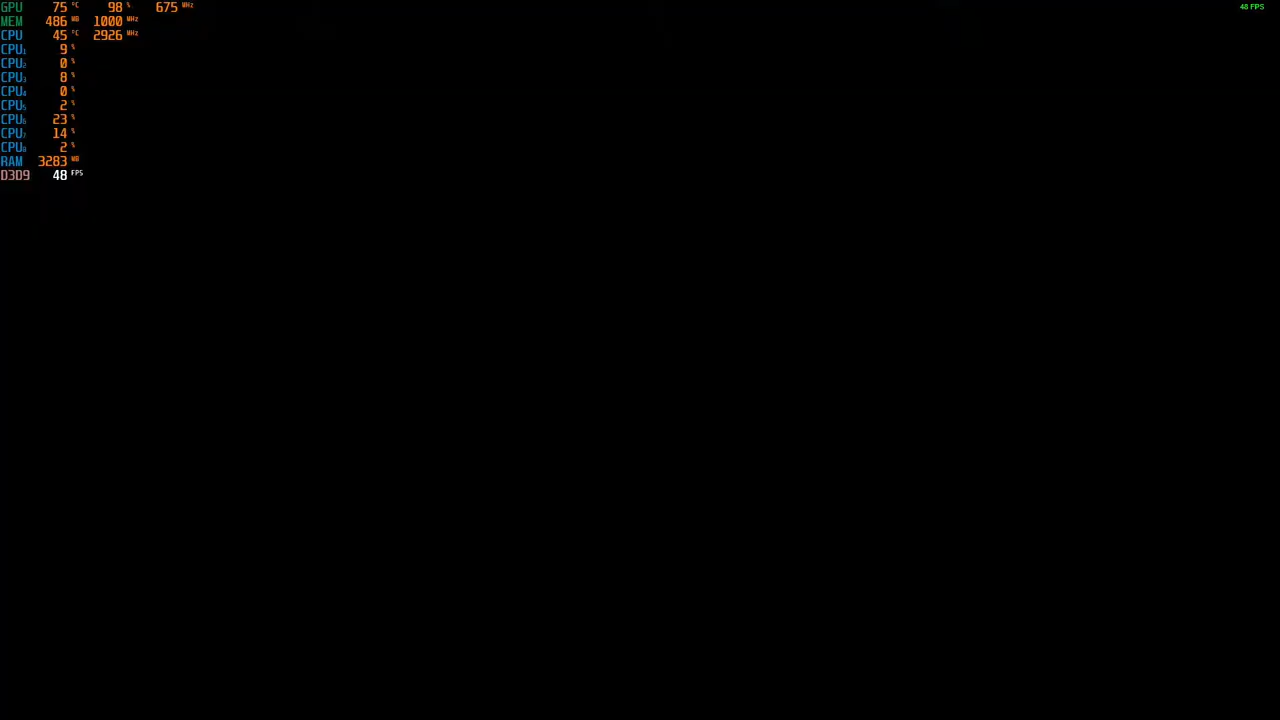 GPU 75 °C 98 % 675 MHz
MEM 486 MB 1000 MHz
CPU 45 °C 2926 MHz
CPU1 9 %
CPU2 0 %
CPU3 8 %
CPU4 0 %
CPU5 2 %
CPU6 23 %
CPU7 14 %
CPU8 2 %
RAM 3283 MB
D3D9 48 FPS
48 FPS